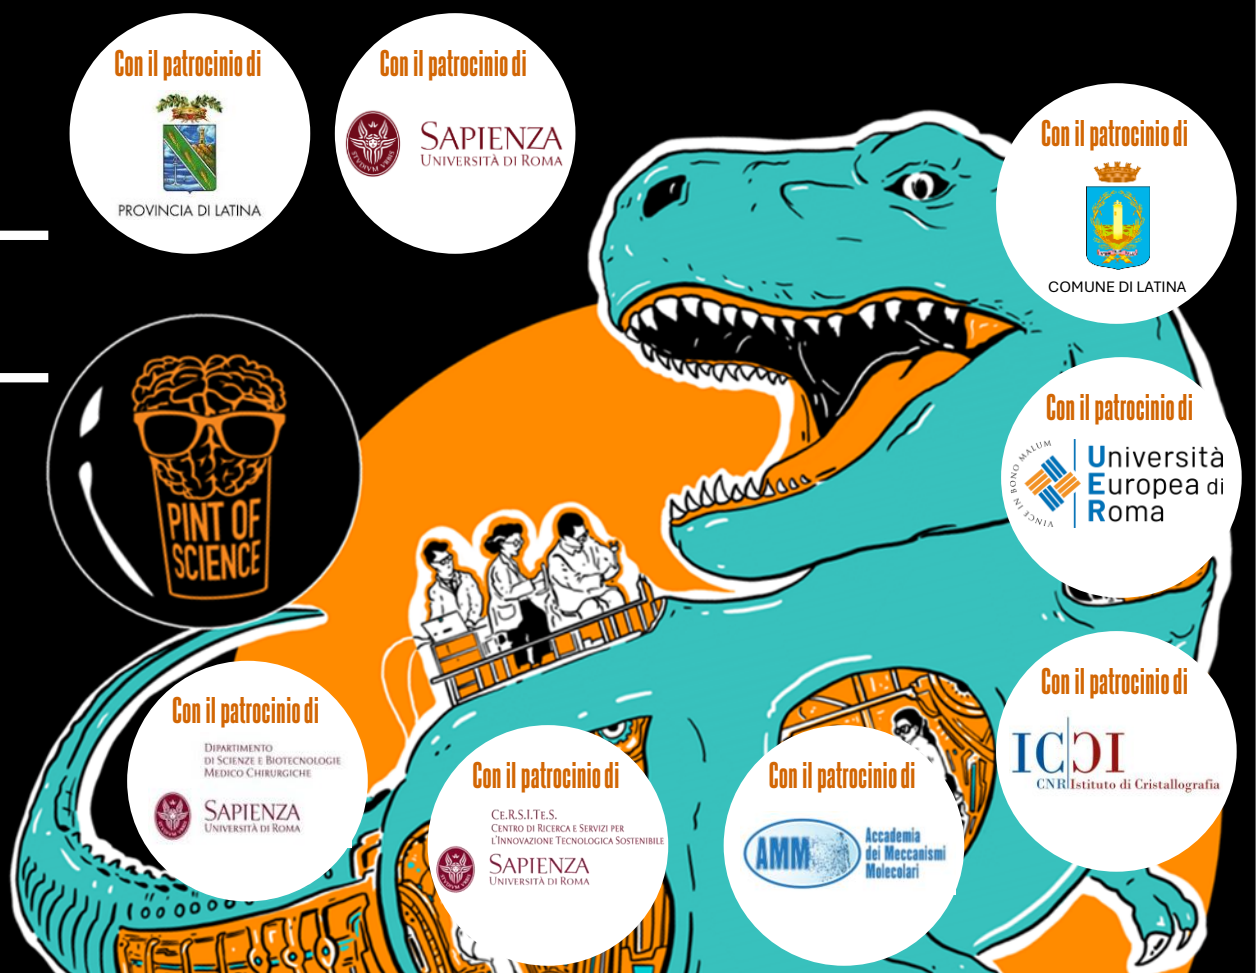 Con il patrocinio di
PROVINCIA DI LATINA
Con il patrocinio di
STVDIVM VRBIS
SAPIENZA
UNIVERSITÀ DI ROMA
Con il patrocinio di
COMUNE DI LATINA
PINT OF
SCIENCE
Con il patrocinio di
VINCE IN BONO MALUM
Università
Europea di
Roma
Con il patrocinio di
DIPARTIMENTO
DI SCIENZE E BIOTECNOLOGIE
MEDICO CHIRURGICHE
SAPIENZA
UNIVERSITÀ DI ROMA
Con il patrocinio di
CE.R.S.I.TE.S.
CENTRO DI RICERCA E SERVIZI PER
L'INNOVAZIONE TECNOLOGICA SOSTENIBILE
SAPIENZA
UNIVERSITÀ DI ROMA
Con il patrocinio di
AMM
Accademia
dei Meccanismi
Molecolari
Con il patrocinio di
IC CI
CNR Istituto di Cristallografia